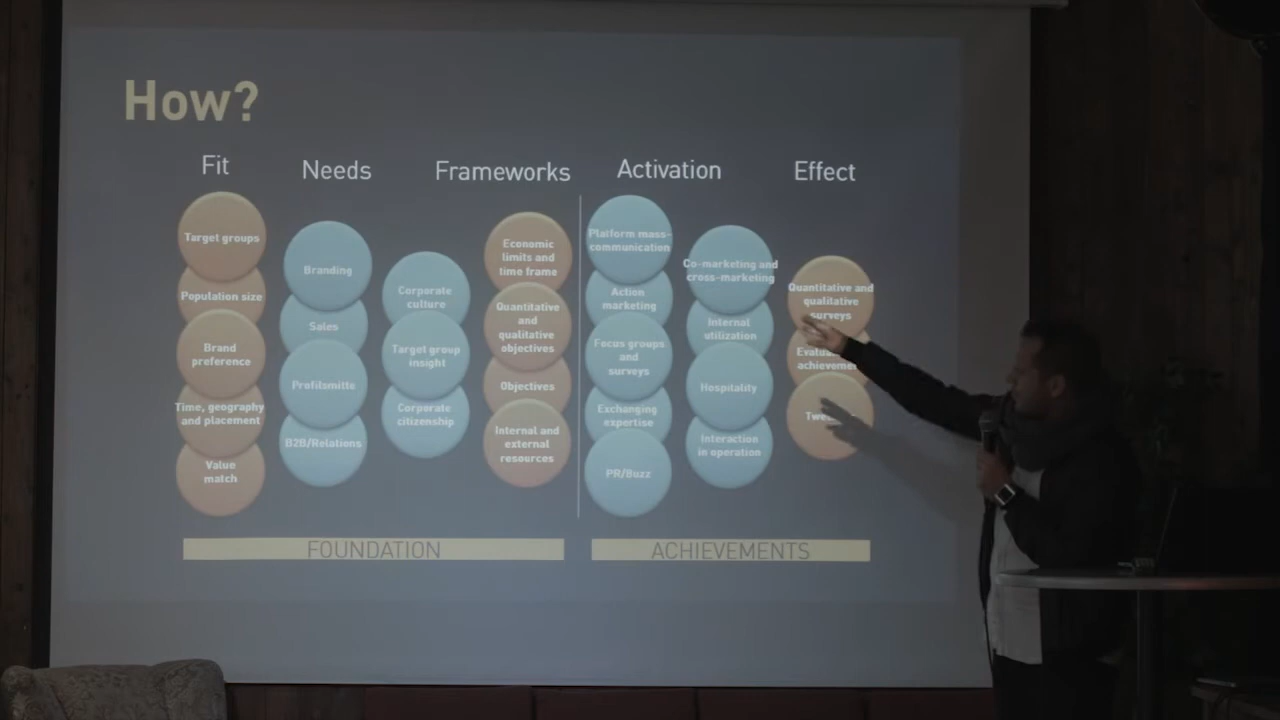 How?
Fit
Needs
Frameworks
Activation
Effect
Target groups
Population size
Brand
preference
Time, geography
and placement
Value
match
Branding
Sales
Profilsmitte
B2B/Relations
Corporate
culture
Target group
insight
Corporate
citizenship
Economic
limits and
time frame
Quantitative
and
qualitative
objectives
Objectives
Internal and
external
resources
Platform mass-
communication
Action
marketing
Focus groups
and
surveys
Exchanging
expertise
PR/Buzz
Co-marketing and
cross-marketing
Internal
utilization
Hospitality
Interaction
in operation
Quantitative and
qualitative
surveys
FOUNDATION
ACHIEVEMENTS